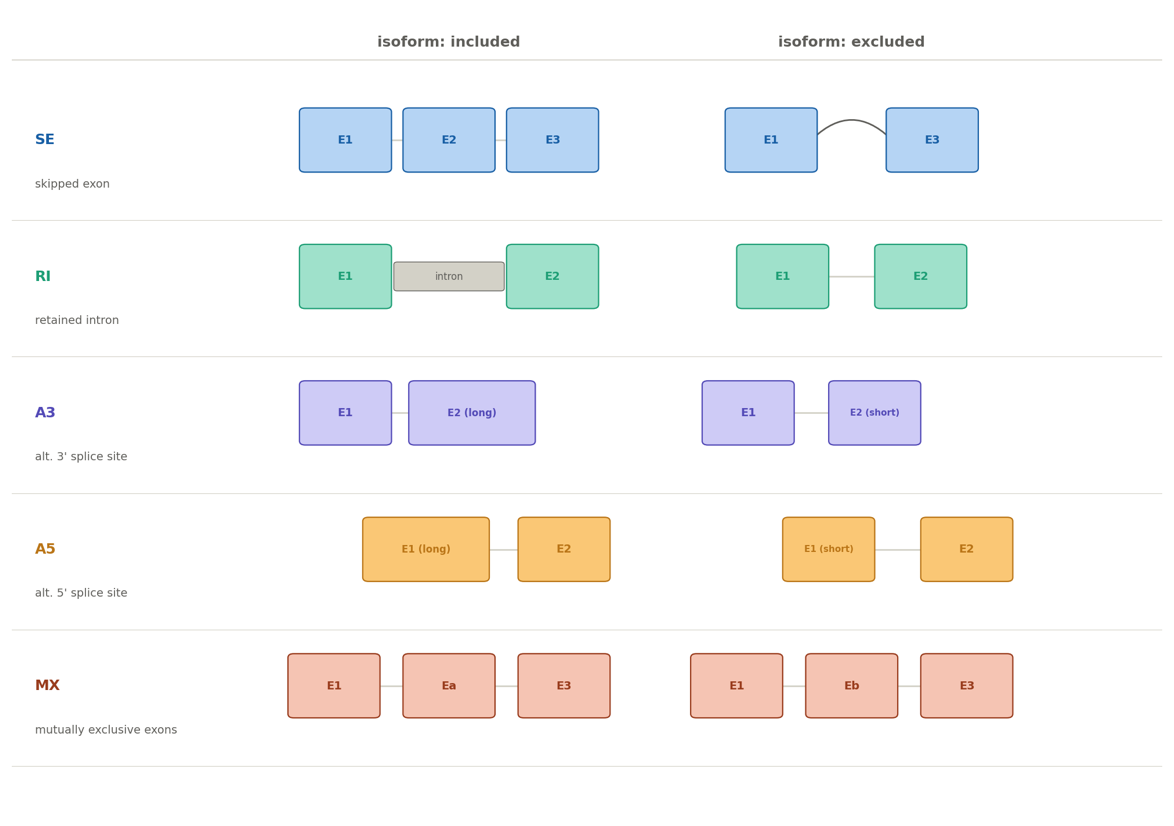 isoform: included
isoform: excluded
SE
E1 E2 E3
E1 E3
skipped exon
RI
E1 intron E2
E1 E2
retained intron
A3
E1 E2 (long)
E1 E2 (short)
alt. 3' splice site
A5
E1 (long) E2
E1 (short) E2
alt. 5' splice site
MX
E1 Ea E3
E1 Eb E3
mutually exclusive exons